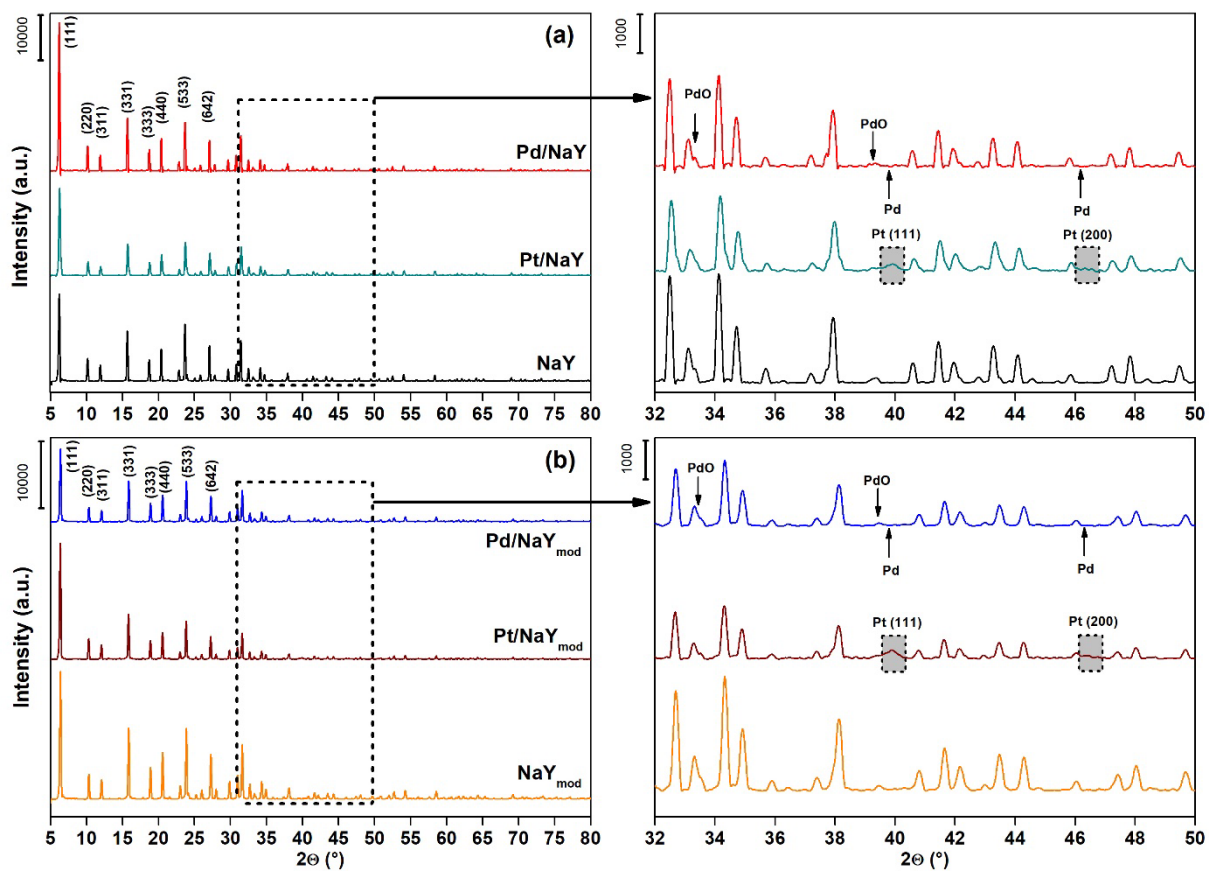 10000
(111)
(220)
(311)
(331)
(333)
(440)
(533)
(642)
(a)
Pd/NaY
Pt/NaY
NaY
Intensity (a.u.)
5 10 15 20 25 30 35 40 45 50 55 60 65 70 75 80
1000
PdO
PdO
Pd
Pd
Pt (111)
Pt (200)
32 34 36 38 40 42 44 46 48 50
10000
(111)
(220)
(311)
(331)
(333)
(440)
(533)
(642)
(b)
Pd/NaYmod
Pt/NaYmod
NaYmod
Intensity (a.u.)
5 10 15 20 25 30 35 40 45 50 55 60 65 70 75 80
2Θ (°)
1000
PdO
PdO
Pd
Pd
Pt (111)
Pt (200)
32 34 36 38 40 42 44 46 48 50
2Θ (°)